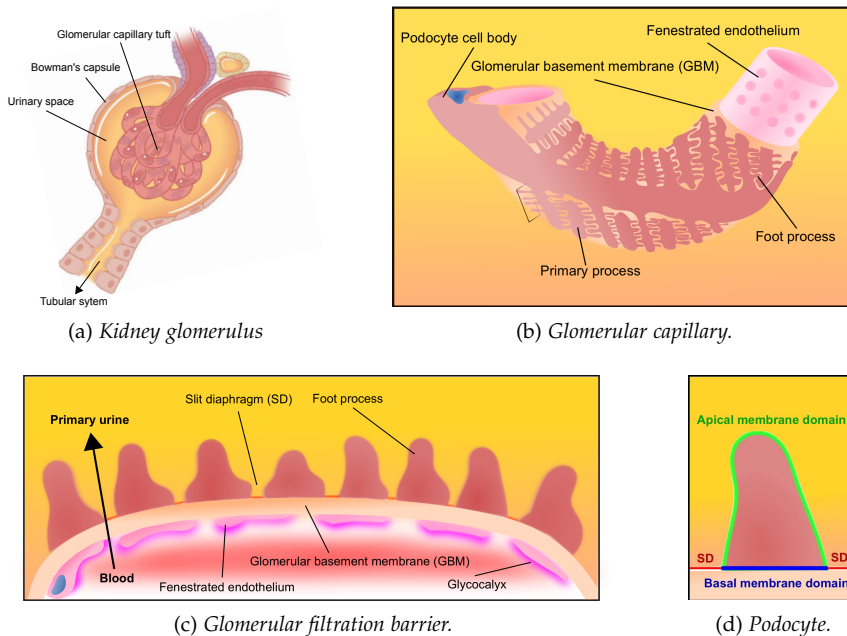 Glomerular capillary tuft
Bowman's capsule
Urinary space
Tubular sytem
(a) Kidney glomerulus
Podocyte cell body
Fenestrated endothelium
Glomerular basement membrane (GBM)
Foot process
Primary process
(b) Glomerular capillary.
Slit diaphragm (SD)
Foot process
Primary urine
Glomerular basement membrane (GBM)
Blood
Fenestrated endothelium
Glycocalyx
(c) Glomerular filtration barrier.
Apical membrane domain
SD
SD
Basal membrane domain
(d) Podocyte.